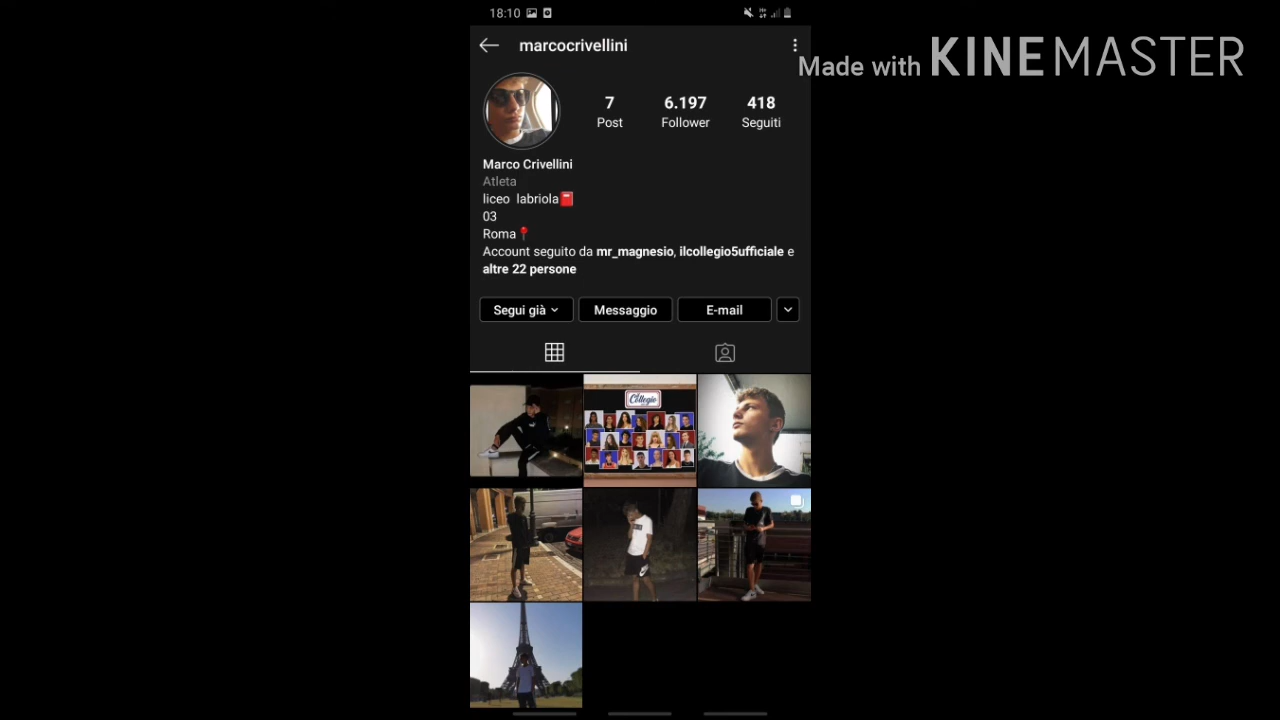 18:10
marcocrivellini
Made with KINEMASTER
7
6.197
418
Post
Follower
Seguiti
Marco Crivellini
Atleta
liceo labriola📕
03
Roma📍
Account seguito da mr_magnesio, ilcollegio5ufficiale e
altre 22 persone
Segui già
Messaggio
E-mail
Collegio